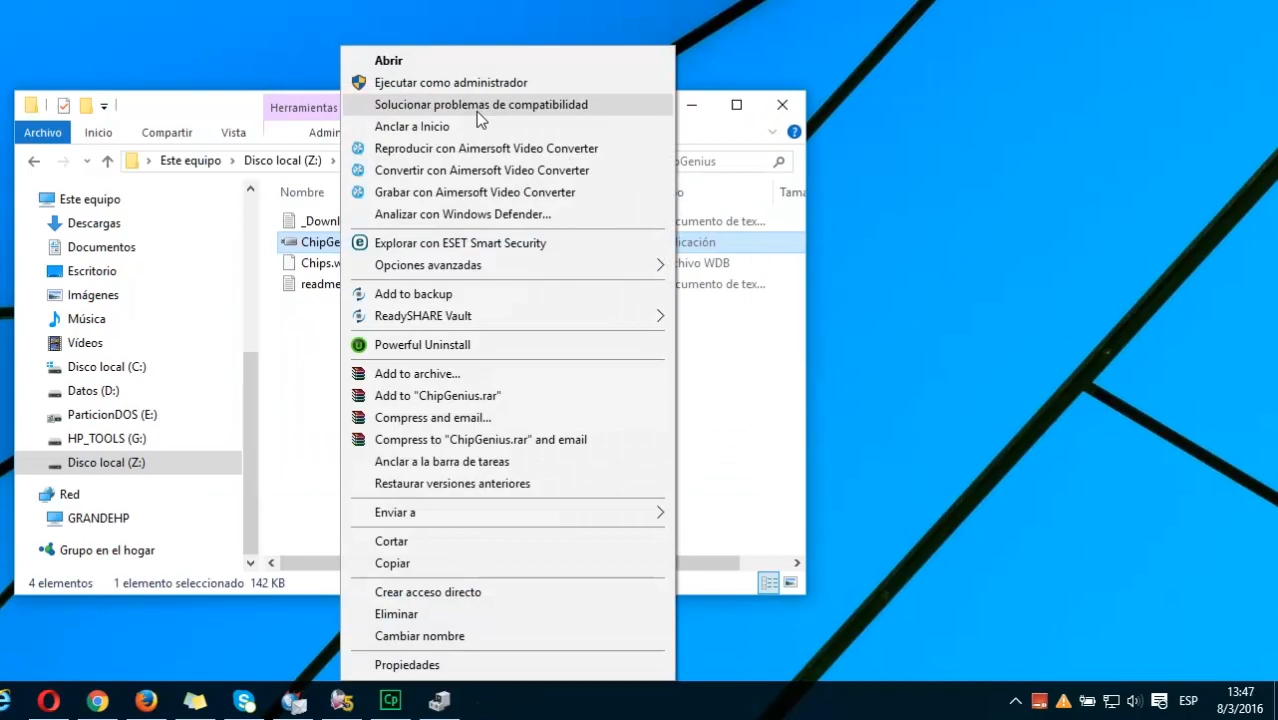 Abrir
Ejecutar como administrador
Solucionar problemas de compatibilidad
Anclar a Inicio
Reproducir con Aimersoft Video Converter
Convertir con Aimersoft Video Converter
Grabar con Aimersoft Video Converter
Analizar con Windows Defender...
Explorar con ESET Smart Security
Opciones avanzadas
Add to backup
ReadySHARE Vault
Powerful Uninstall
Add to archive...
Add to "ChipGenius.rar"
Compress and email...
Compress to "ChipGenius.rar" and email
Anclar a la barra de tareas
Restaurar versiones anteriores
Enviar a
Cortar
Copiar
Crear acceso directo
Eliminar
Cambiar nombre
Propiedades
Herramientas
Archivo Inicio Compartir Vista Admin
Este equipo Disco local (Z:) pGenius
Nombre po Tama
_Downl cumento de tex...
ChipGe licación
Chips.w chivo WDB
readme cumento de tex...
Este equipo
Descargas
Documentos
Escritorio
Imágenes
Música
Vídeos
Disco local (C:)
Datos (D:)
ParticionDOS (E:)
HP_TOOLS (G:)
Disco local (Z:)
Red
GRANDEHP
Grupo en el hogar
4 elementos 1 elemento seleccionado 142 KB
Cp
ESP
13:47
8/3/2016